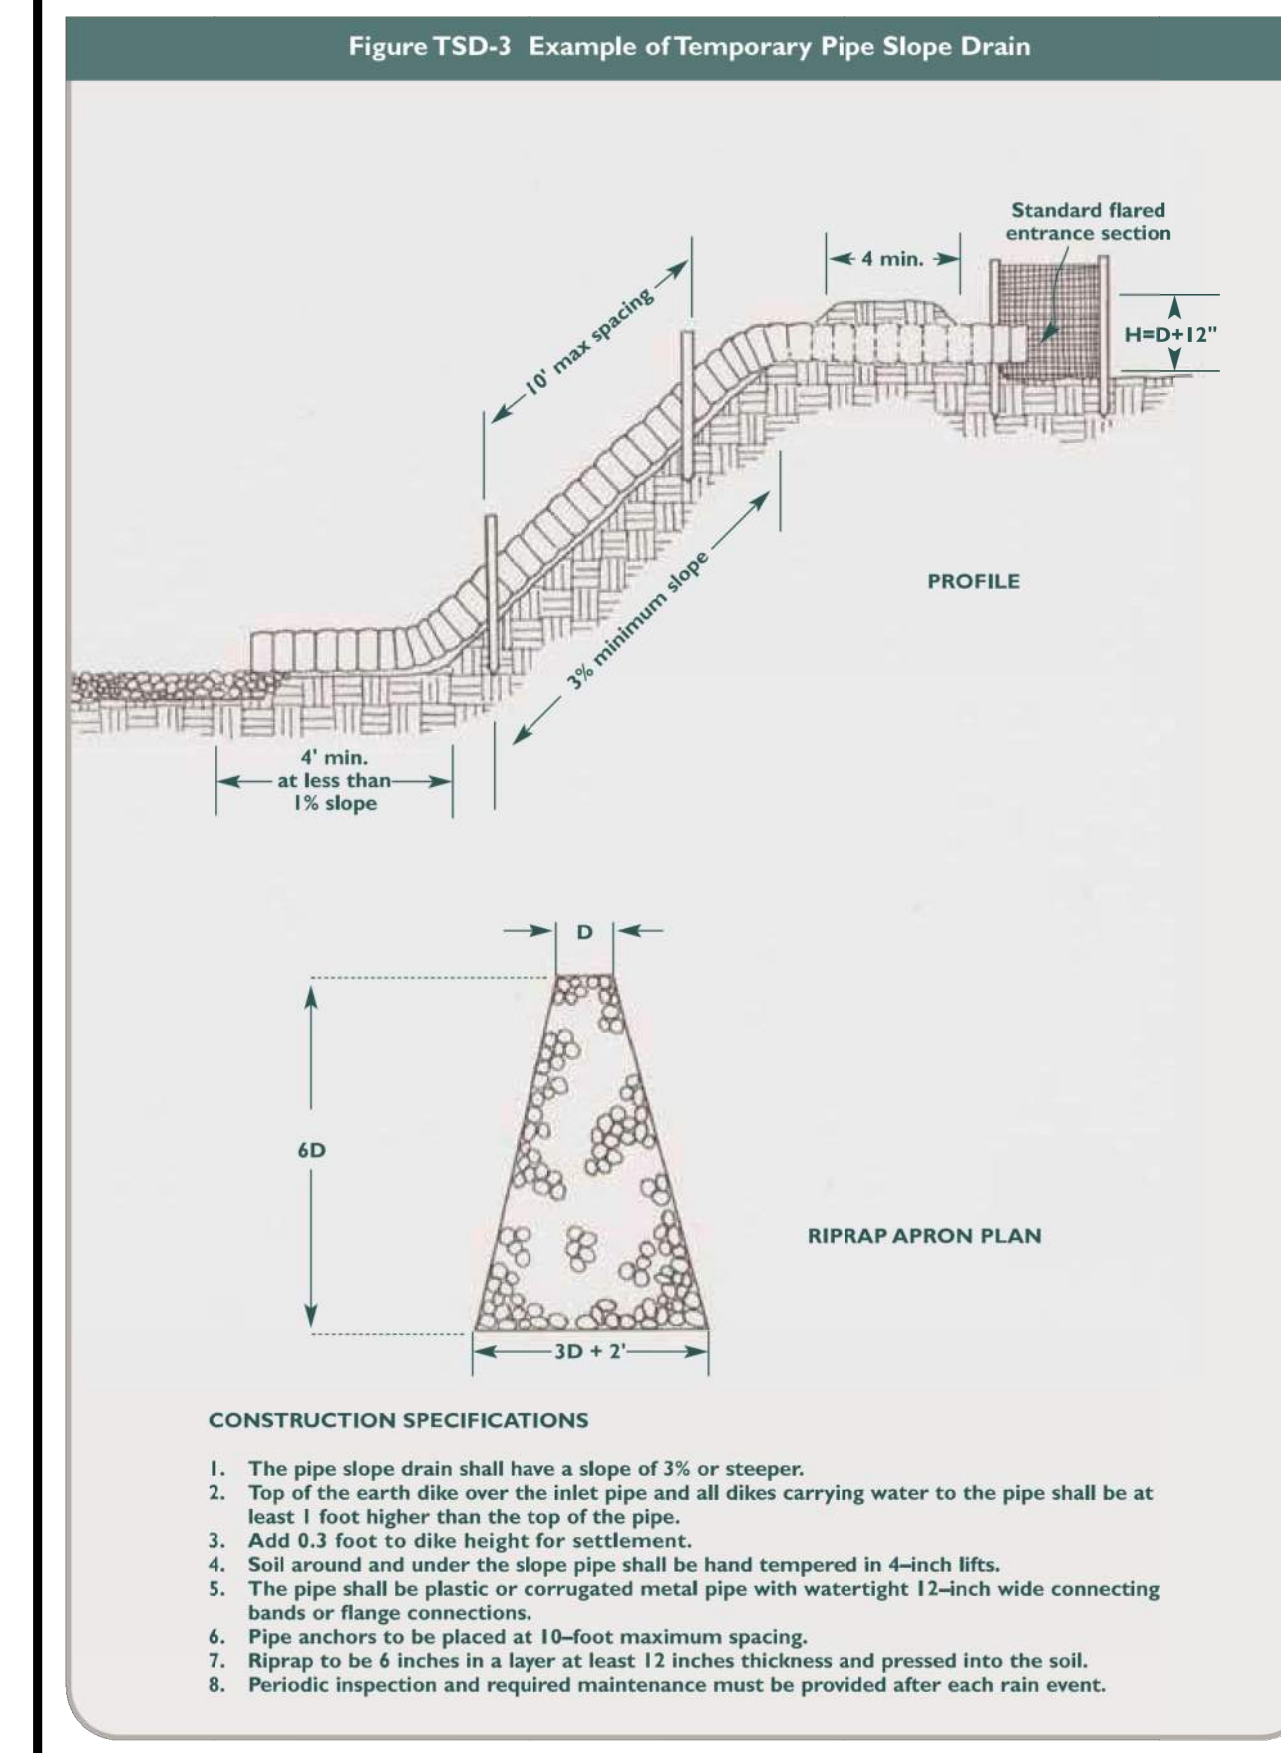 Figure TSD-3 Example of Temporary Pipe Slope Drain
Standard flared
entrance section
4 min.
10' max spacing
H=D+12"
3% minimum slope
PROFILE
4' min.
at less than
1% slope
D
6D
RIPRAP APRON PLAN
3D + 2'
CONSTRUCTION SPECIFICATIONS
1. The pipe slope drain shall have a slope of 3% or steeper.
2. Top of the earth dike over the inlet pipe and all dikes carrying water to the pipe shall be at
least 1 foot higher than the top of the pipe.
3. Add 0.3 foot to dike height for settlement.
4. Soil around and under the slope pipe shall be hand tempered in 4–inch lifts.
5. The pipe shall be plastic or corrugated metal pipe with watertight 12–inch wide connecting
bands or flange connections.
6. Pipe anchors to be placed at 10–foot maximum spacing.
7. Riprap to be 6 inches in a layer at least 12 inches thickness and pressed into the soil.
8. Periodic inspection and required maintenance must be provided after each rain event.